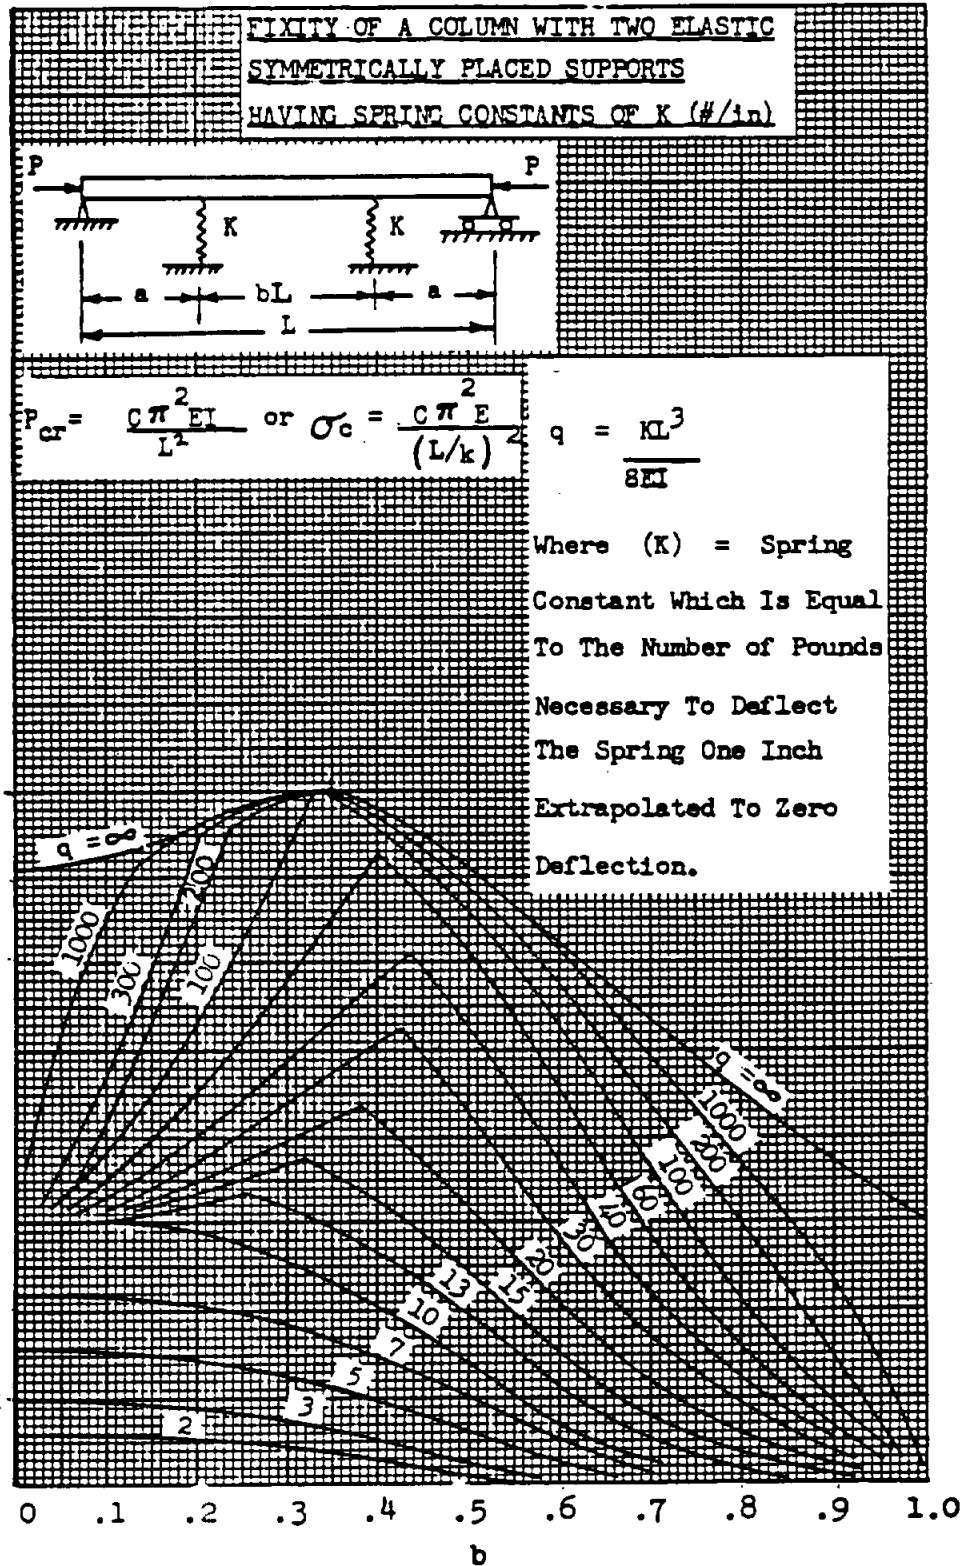 FIXITY OF A COLUMN WITH TWO ELASTIC
SYMMETRICALLY PLACED SUPPORTS
HAVING SPRING CONSTANTS OF K (#/in)
P P
K K
a bL a
L
Pcr = Cπ²EI / L² or σc = Cπ²E / (L/k)²
q = KL³ / 8EI
Where (K) = Spring
Constant Which Is Equal
To The Number of Pounds
Necessary To Deflect
The Spring One Inch
Extrapolated To Zero
Deflection.
q = ∞
1000
300
200
100
q = ∞
1000
200
100
60
40
30
20
15
13
10
7
5
3
2
0 .1 .2 .3 .4 .5 .6 .7 .8 .9 1.0
b